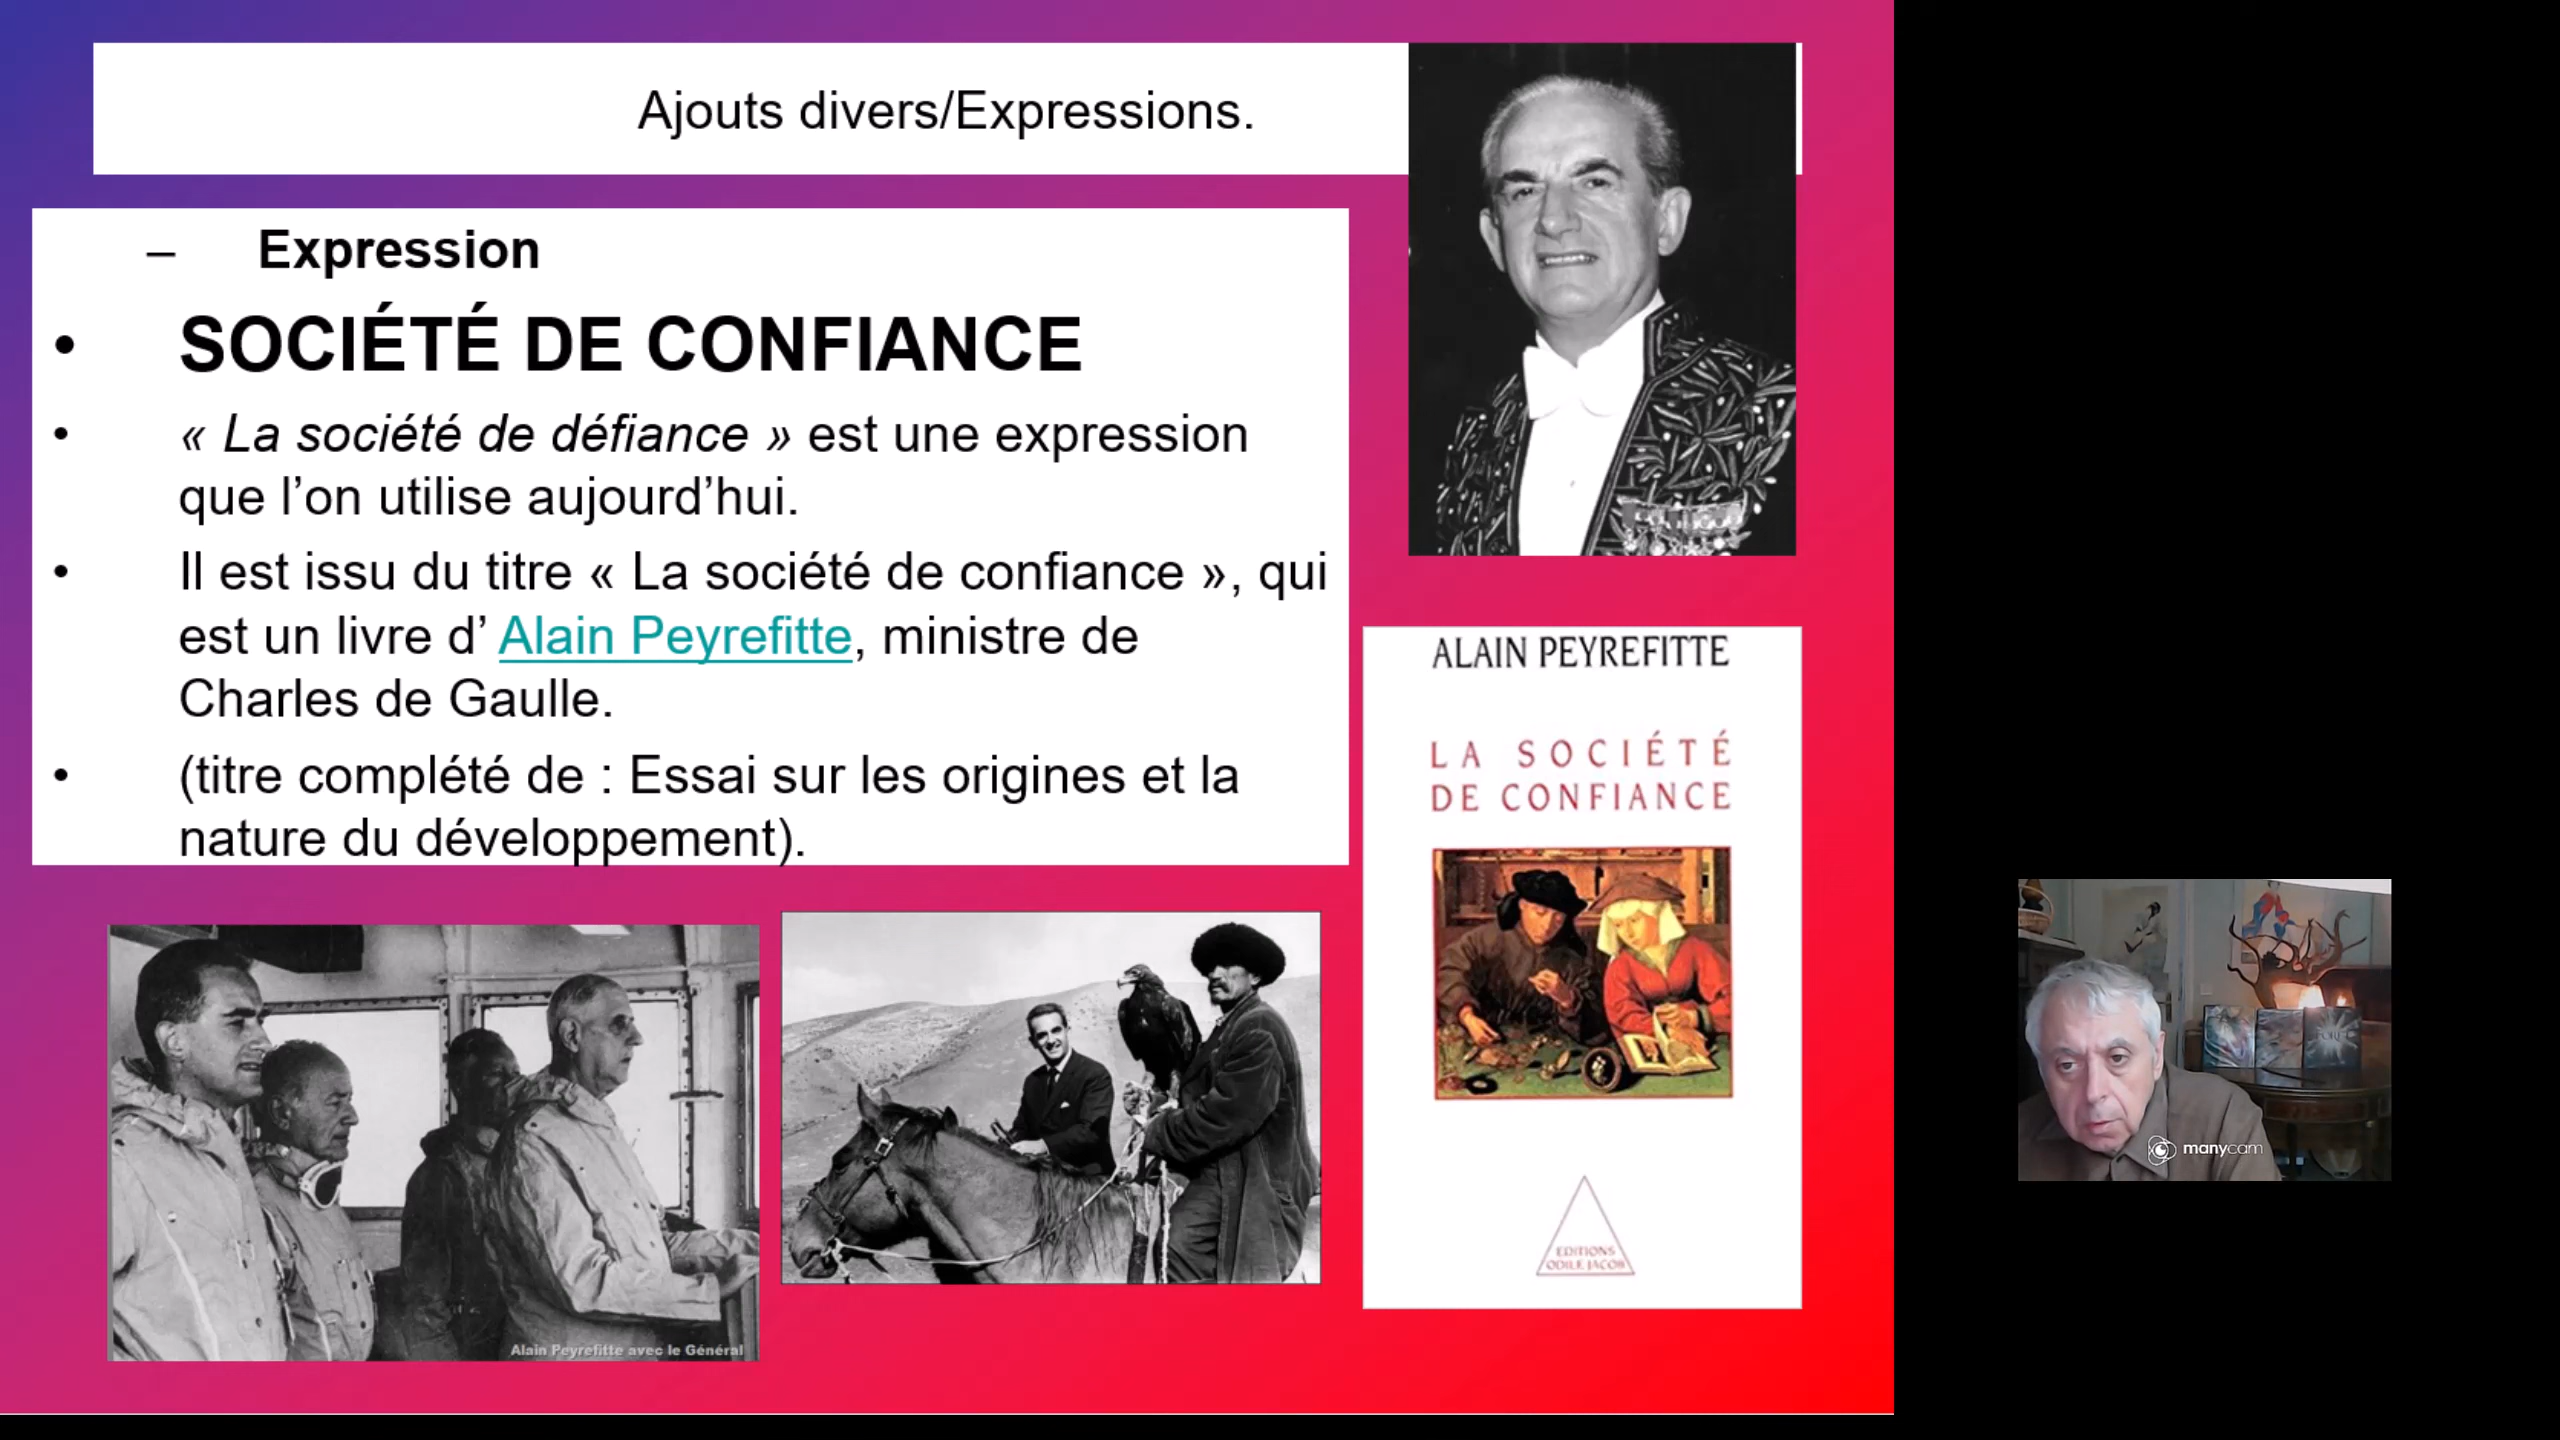 Ajouts divers/Expressions.
– Expression
• SOCIÉTÉ DE CONFIANCE
• « La société de défiance » est une expression
que l’on utilise aujourd’hui.
• Il est issu du titre « La société de confiance », qui
est un livre d’ Alain Peyrefitte, ministre de
Charles de Gaulle.
• (titre complété de : Essai sur les origines et la
nature du développement).
ALAIN PEYREFITTE
LA SOCIÉTÉ
DE CONFIANCE
EDITIONS
ODILE JACOB
Alain Peyrefitte avec le Général
manycam